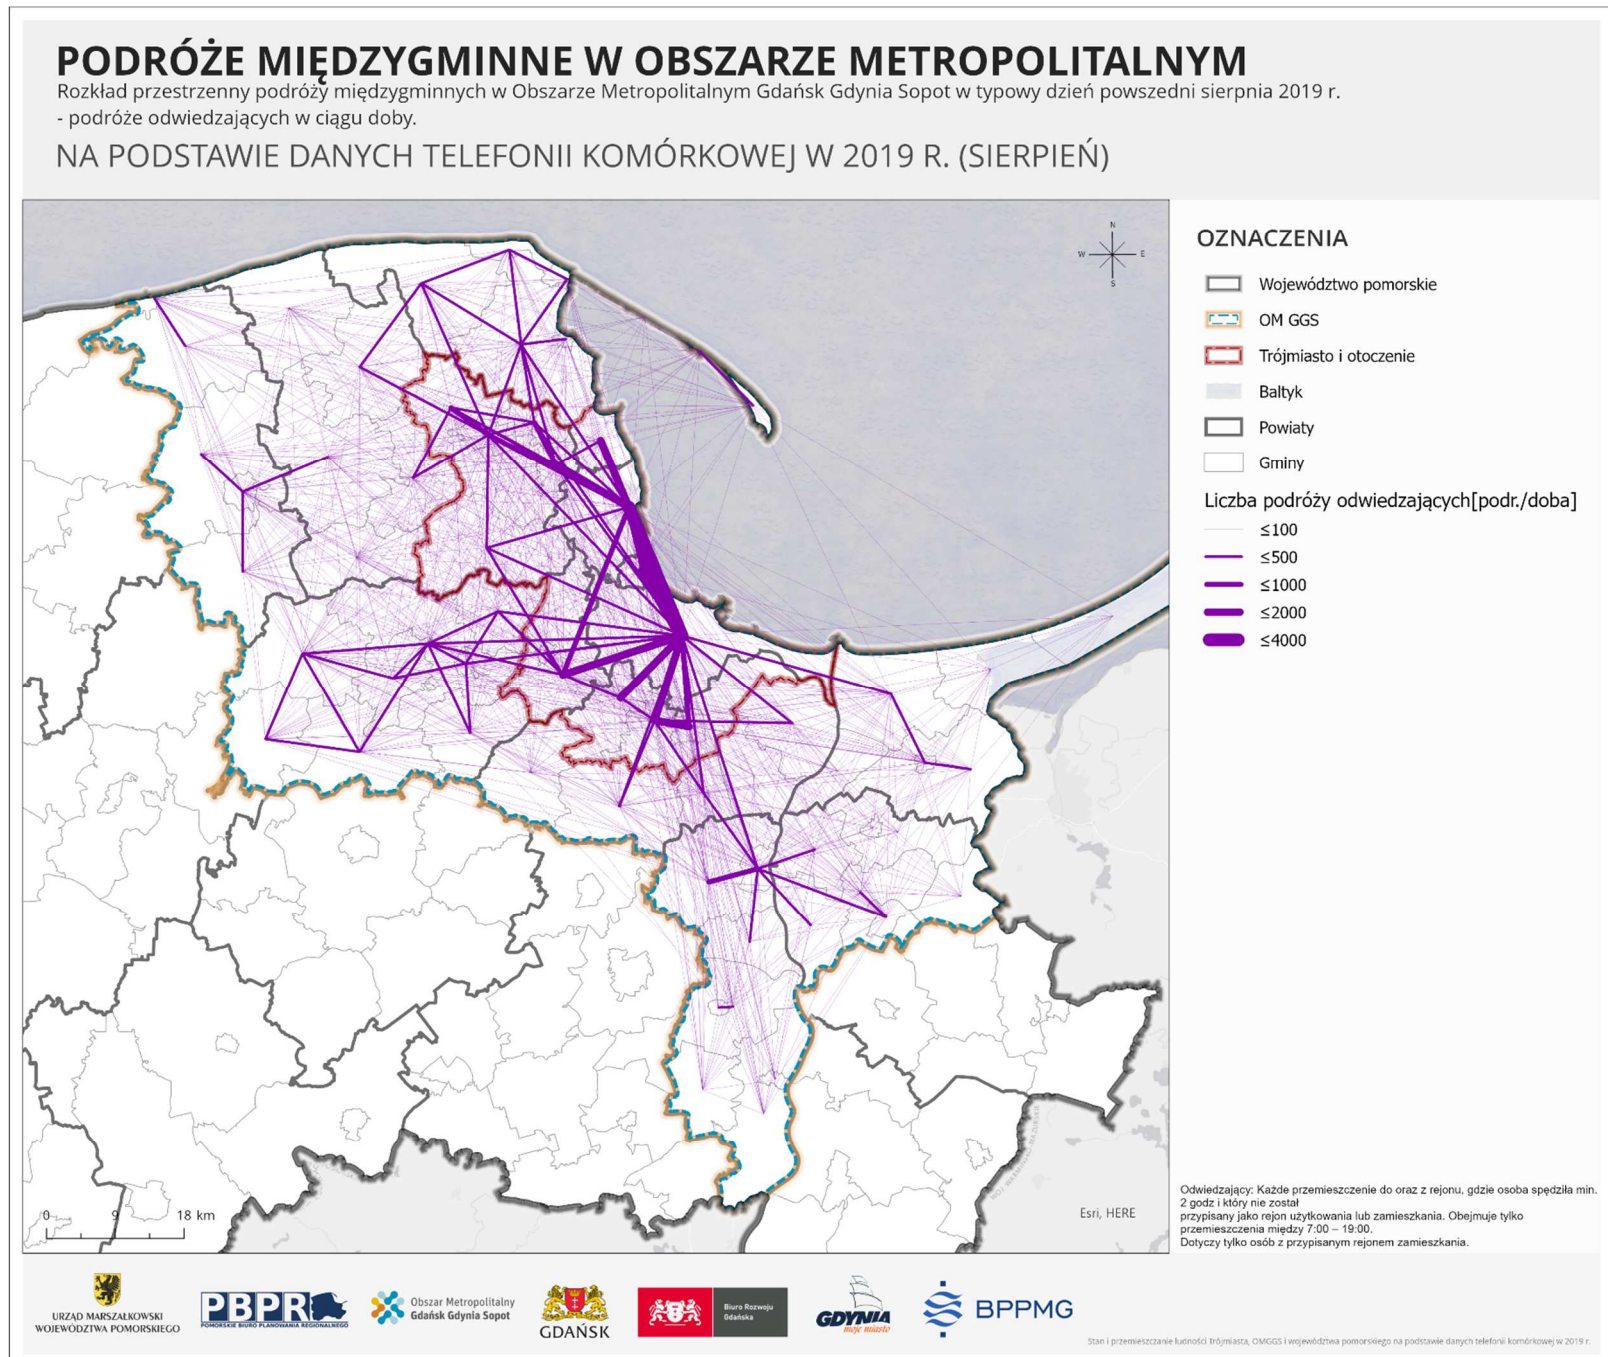 PODRÓŻE MIĘDZYGMINNE W OBSZARZE METROPOLITALNYM
Rozkład przestrzenny podróży międzygminnych w Obszarze Metropolitalnym Gdańsk Gdynia Sopot w typowy dzień powszedni sierpnia 2019 r.
- podróże odwiedzających w ciągu doby.
NA PODSTAWIE DANYCH TELEFONII KOMÓRKOWEJ W 2019 R. (SIERPIEŃ)
N
W
E
S
OZNACZENIA
Województwo pomorskie
OM GGS
Trójmiasto i otoczenie
Bałtyk
Powiaty
Gminy
Liczba podróży odwiedzających[podr./doba]
≤100
≤500
≤1000
≤2000
≤4000
0 9 18 km
Esri, HERE
Odwiedzający: Każde przemieszczenie do oraz z rejonu, gdzie osoba spędziła min.
2 godz i który nie został
przypisany jako rejon użytkowania lub zamieszkania. Obejmuje tylko
przemieszczenia między 7:00 – 19:00.
Dotyczy tylko osób z przypisanym rejonem zamieszkania.
URZĄD MARSZAŁKOWSKI
WOJEWÓDZTWA POMORSKIEGO
PBPR
POMORSKIE BIURO PLANOWANIA REGIONALNEGO
Obszar Metropolitalny
Gdańsk Gdynia Sopot
GDAŃSK
Biuro Rozwoju
Gdańska
GDYNIA
moje miasto
BPPMG
Stan i przemieszczanie ludności Trójmiasta, OMGGS i województwa pomorskiego na podstawie danych telefonii komórkowej w 2019 r.